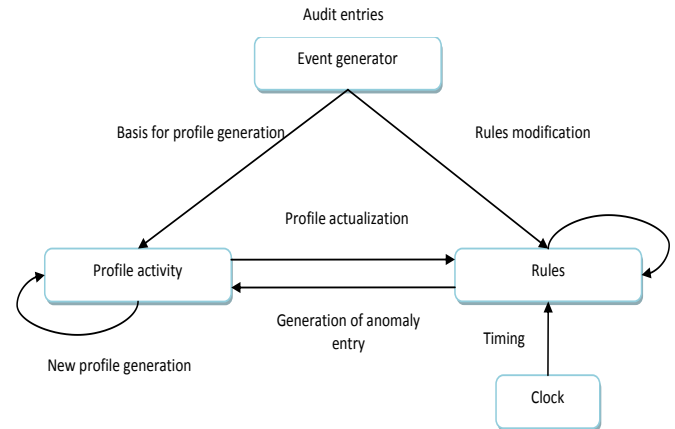 Audit entries
Event generator
Basis for profile generation
Rules modification
Profile actualization
Profile activity
Rules
Generation of anomaly
entry
Timing
New profile generation
Clock